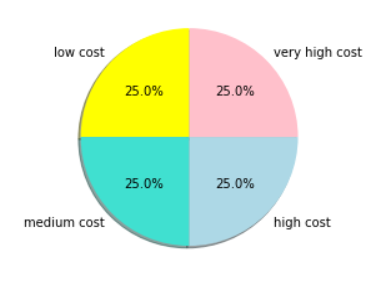 low cost
very high cost
25.0%
25.0%
25.0%
25.0%
medium cost
high cost